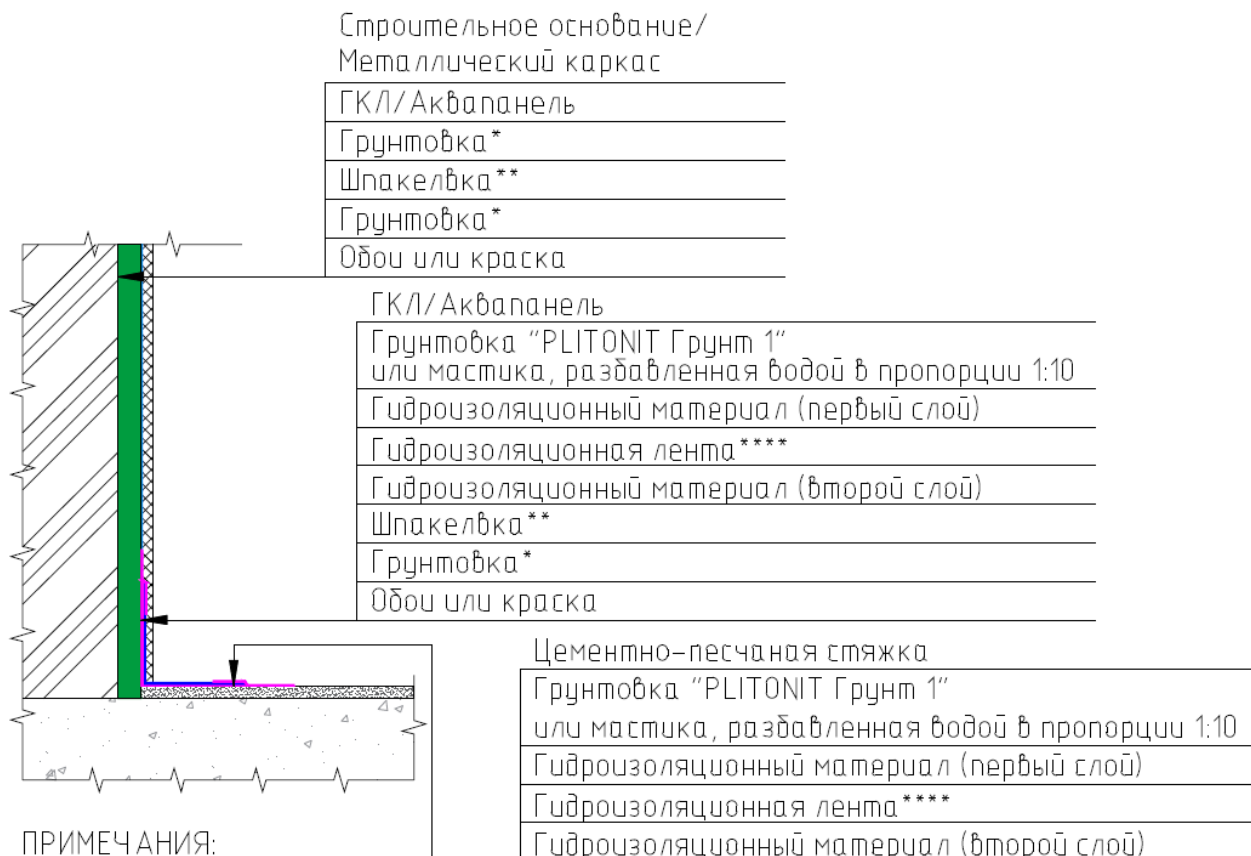 Строительное основание/
Металлический каркас
ГКЛ/Аквапанель
Грунтовка*
Шпакелвка**
Грунтовка*
Обои или краска
ГКЛ/Аквапанель
Грунтовка "PLITONIT Грунт 1"
или мастика, разбавленная водой в пропорции 1:10
Гидроизоляционный материал (первый слой)
Гидроизоляционная лента****
Гидроизоляционный материал (второй слой)
Шпакелвка**
Грунтовка*
Обои или краска
Цементно-песчаная стяжка
Грунтовка "PLITONIT Грунт 1"
или мастика, разбавленная водой в пропорции 1:10
Гидроизоляционный материал (первый слой)
Гидроизоляционная лента****
Гидроизоляционный материал (второй слой)
ПРИМЕЧАНИЯ: